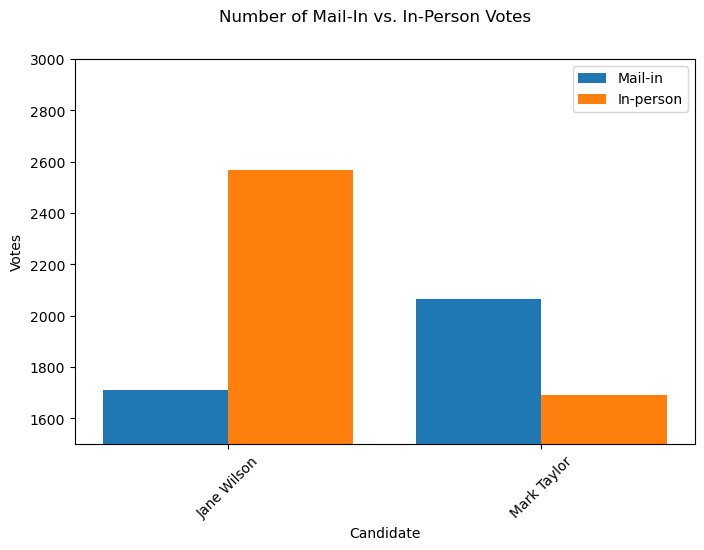 Number of Mail-In vs. In-Person Votes
Mail-in
In-person
3000
2800
2600
2400
2200
2000
1800
1600
Votes
Jane Wilson
Mark Taylor
Candidate